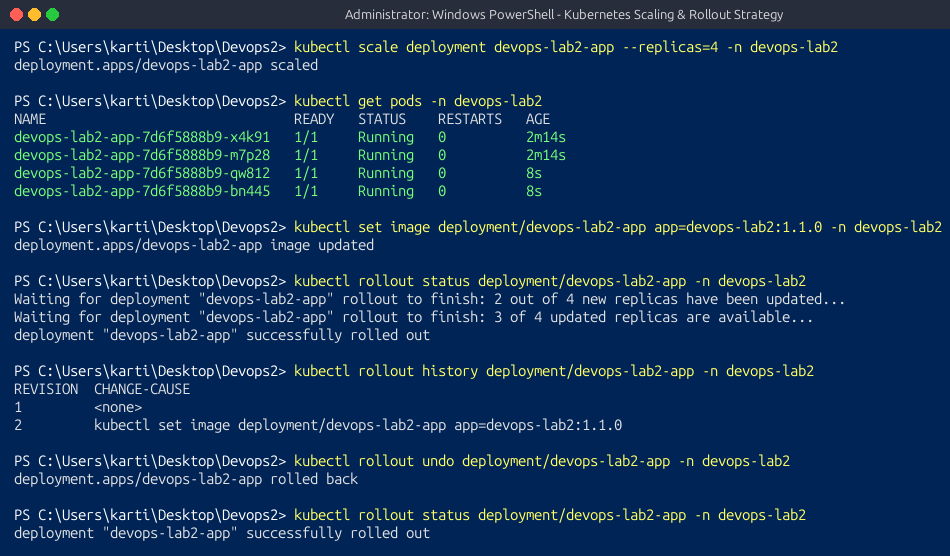 Administrator: Windows PowerShell - Kubernetes Scaling & Rollout Strategy
PS C:\Users\karti\Desktop\Devops2> kubectl scale deployment devops-lab2-app --replicas=4 -n devops-lab2
deployment.apps/devops-lab2-app scaled
PS C:\Users\karti\Desktop\Devops2> kubectl get pods -n devops-lab2
NAME READY STATUS RESTARTS AGE
devops-lab2-app-7d6f5888b9-x4k91 1/1 Running 0 2m14s
devops-lab2-app-7d6f5888b9-m7p28 1/1 Running 0 2m14s
devops-lab2-app-7d6f5888b9-qw812 1/1 Running 0 8s
devops-lab2-app-7d6f5888b9-bn445 1/1 Running 0 8s
PS C:\Users\karti\Desktop\Devops2> kubectl set image deployment/devops-lab2-app app=devops-lab2:1.1.0 -n devops-lab2
deployment.apps/devops-lab2-app image updated
PS C:\Users\karti\Desktop\Devops2> kubectl rollout status deployment/devops-lab2-app -n devops-lab2
Waiting for deployment "devops-lab2-app" rollout to finish: 2 out of 4 new replicas have been updated...
Waiting for deployment "devops-lab2-app" rollout to finish: 3 of 4 updated replicas are available...
deployment "devops-lab2-app" successfully rolled out
PS C:\Users\karti\Desktop\Devops2> kubectl rollout history deployment/devops-lab2-app -n devops-lab2
REVISION CHANGE-CAUSE
1 <none>
2 kubectl set image deployment/devops-lab2-app app=devops-lab2:1.1.0
PS C:\Users\karti\Desktop\Devops2> kubectl rollout undo deployment/devops-lab2-app -n devops-lab2
deployment.apps/devops-lab2-app rolled back
PS C:\Users\karti\Desktop\Devops2> kubectl rollout status deployment/devops-lab2-app -n devops-lab2
deployment "devops-lab2-app" successfully rolled out